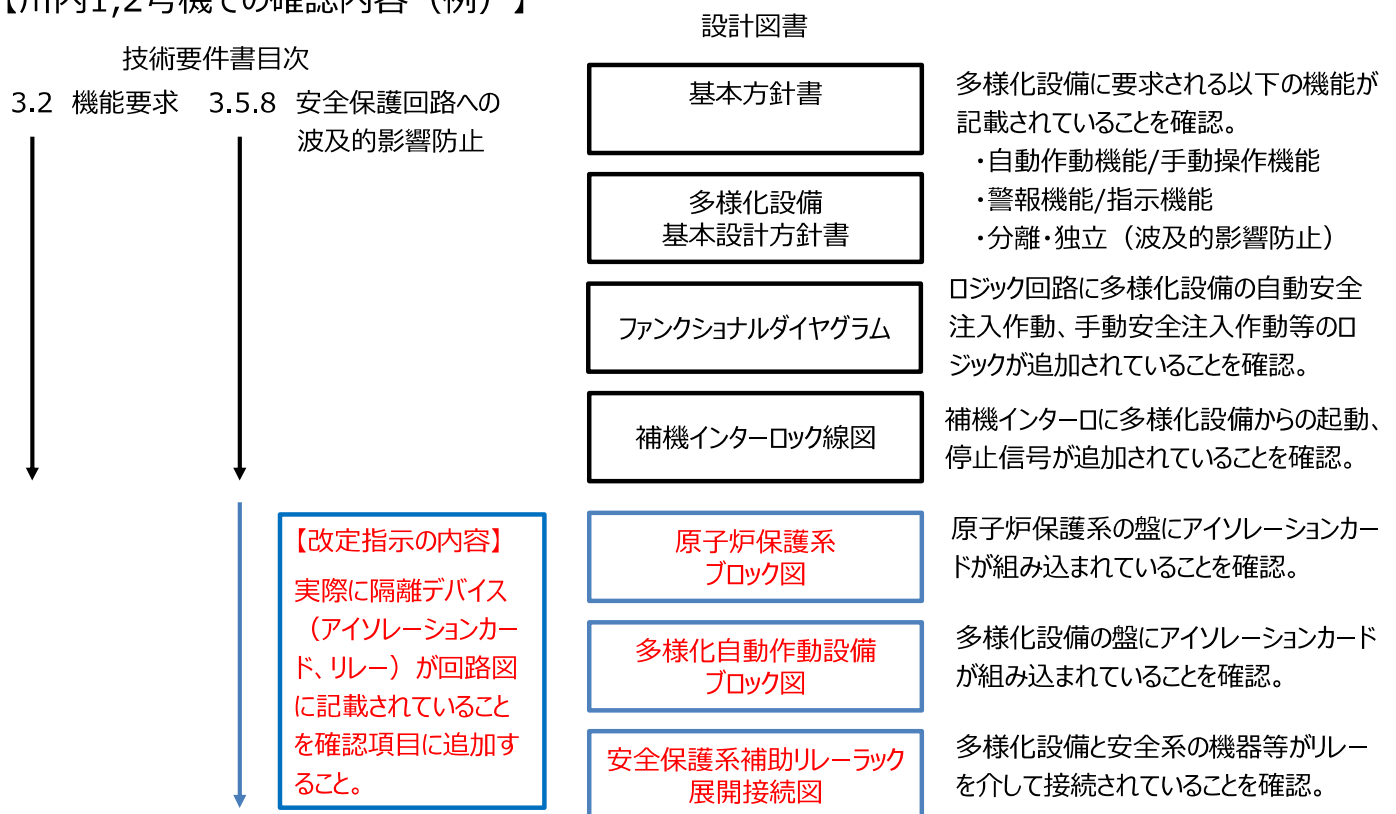 【川内1,2号機での確認内容（例）】
技術要件書目次
3.2 機能要求
3.5.8 安全保護回路への
波及的影響防止
設計図書
基本方針書
多様化設備に要求される以下の機能が
記載されていることを確認。
・自動作動機能/手動操作機能
・警報機能/指示機能
・分離・独立（波及的影響防止）
多様化設備
基本設計方針書
ファンクショナルダイヤグラム
ロジック回路に多様化設備の自動安全
注入作動、手動安全注入作動等のロ
ジックが追加されていることを確認。
補機インターロック線図
補機インターロに多様化設備からの起動、
停止信号が追加されていることを確認。
【改定指示の内容】
実際に隔離デバイス
（アイソレーションカー
ド、リレー）が回路図
に記載されていること
を確認項目に追加す
ること。
原子炉保護系
ブロック図
原子炉保護系の盤にアイソレーションカー
ドが組み込まれていることを確認。
多様化自動作動設備
ブロック図
多様化設備の盤にアイソレーションカード
が組み込まれていることを確認。
安全保護系補助リレーラック
展開接続図
多様化設備と安全系の機器等がリレー
を介して接続されていることを確認。